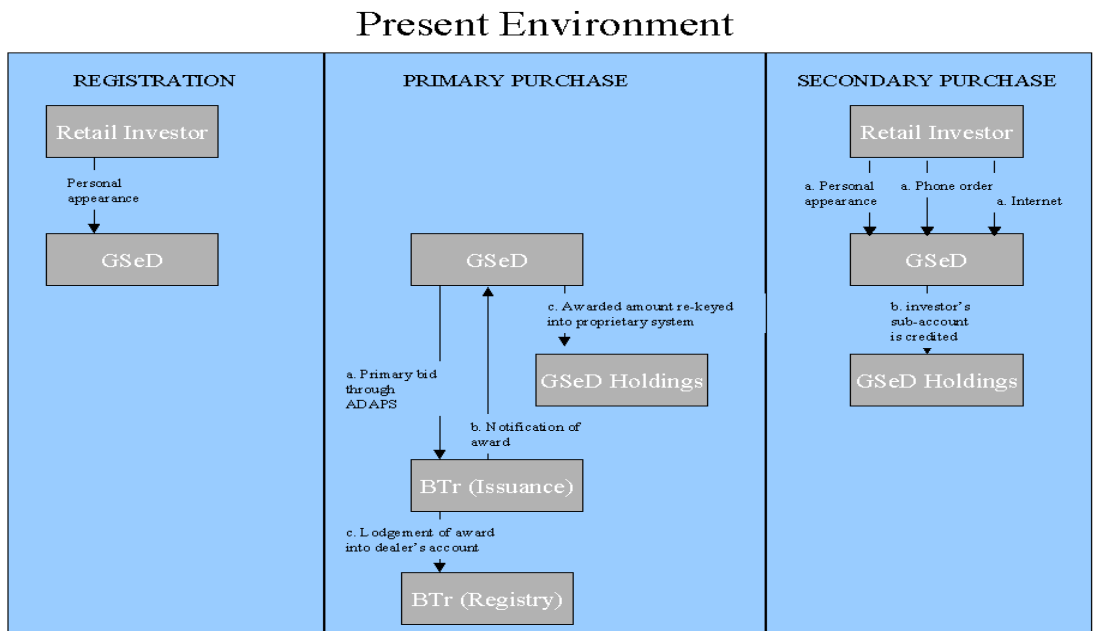 Present Environment
REGISTRATION
Retail Investor
Personal
appearance
GSeD
PRIMARY PURCHASE
GSeD
c. Awarded amount re-keyed
into proprietary system
GSeD Holdings
a. Primary bid
through
ADAPS
b. Notification of
award
BTr (Issuance)
c. Lodgement of award
into dealer's account
BTr (Registry)
SECONDARY PURCHASE
Retail Investor
a. Personal
appearance
a. Phone order
a. Internet
GSeD
b. investor's
sub-account
is credited
GSeD Holdings